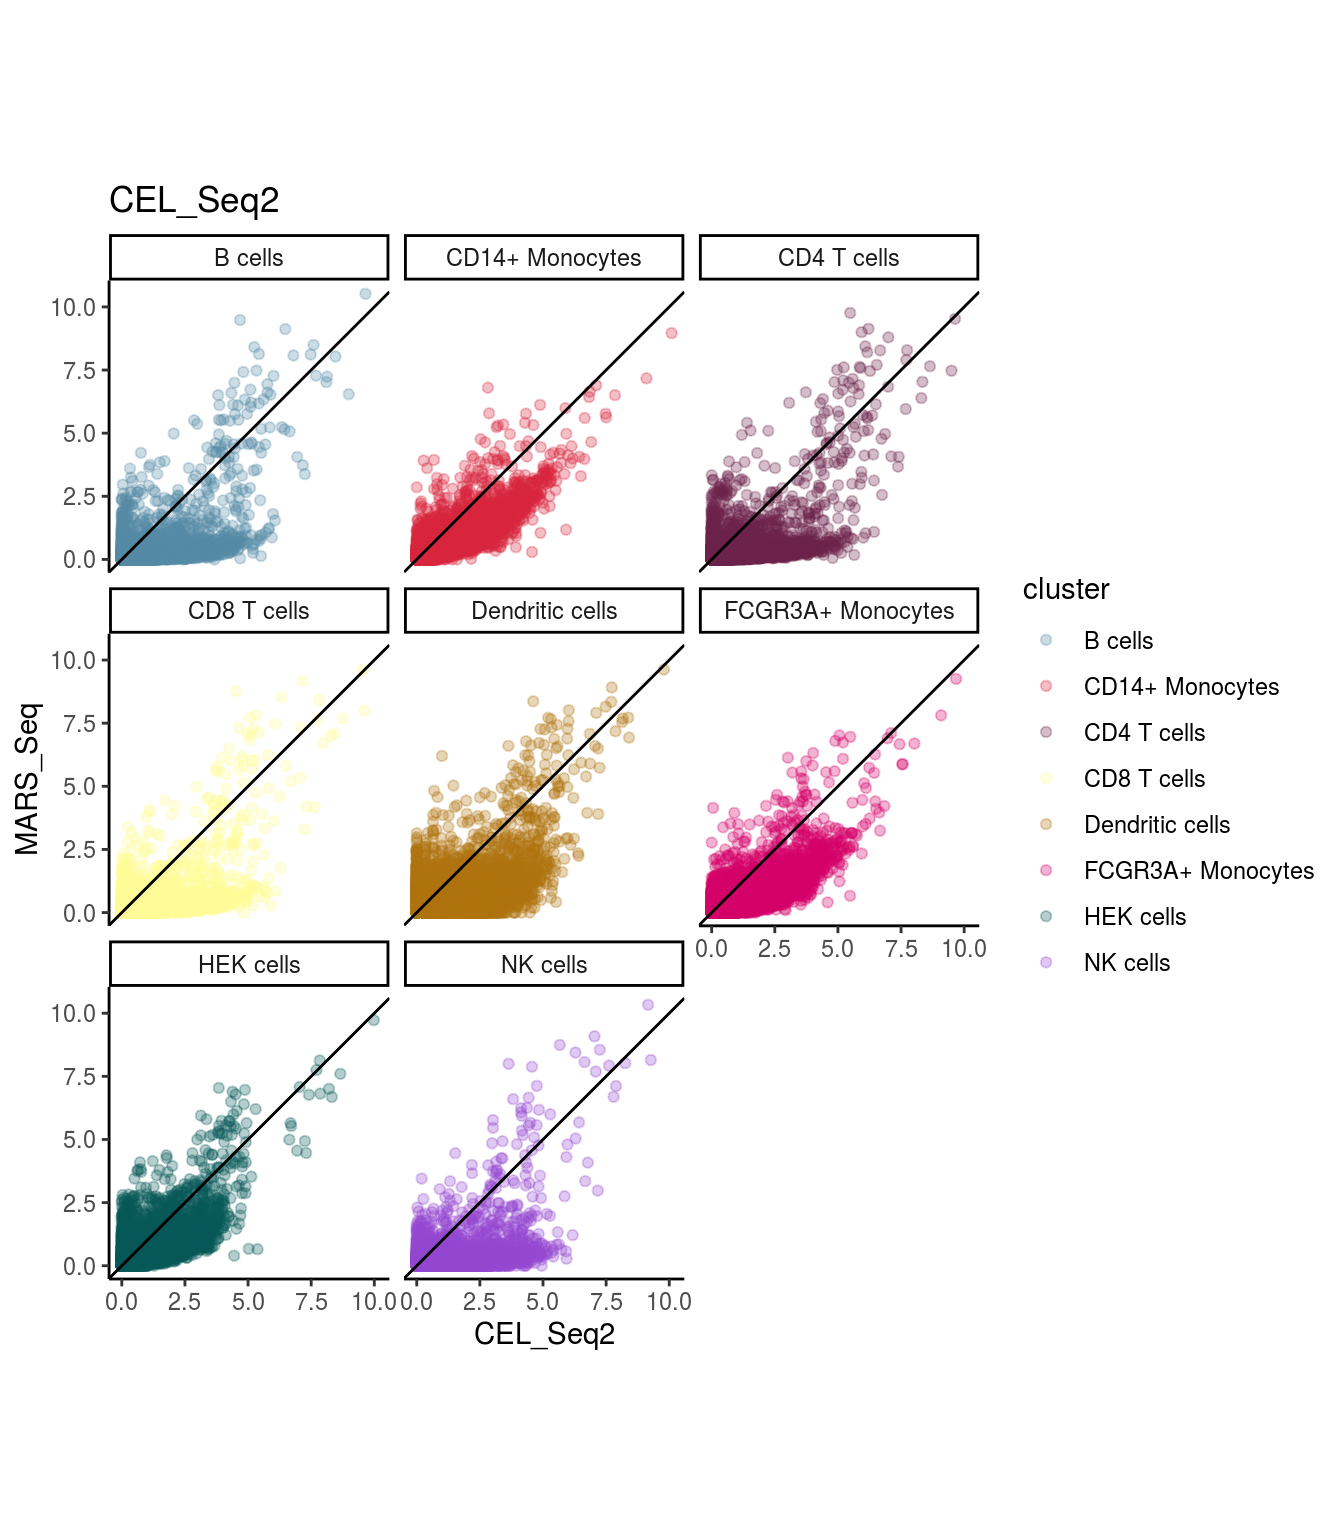 CEL_Seq2
B cells
CD14+ Monocytes
CD4 T cells
10.0
7.5
5.0
2.5
0.0
CD8 T cells
Dendritic cells
FCGR3A+ Monocytes
10.0
7.5
5.0
2.5
0.0
0.0 2.5 5.0 7.5 10.0
HEK cells
NK cells
10.0
7.5
5.0
2.5
0.0
0.0 2.5 5.0 7.5 10.0
0.0 2.5 5.0 7.5 10.0
CEL_Seq2
MARS_Seq
cluster
B cells
CD14+ Monocytes
CD4 T cells
CD8 T cells
Dendritic cells
FCGR3A+ Monocytes
HEK cells
NK cells